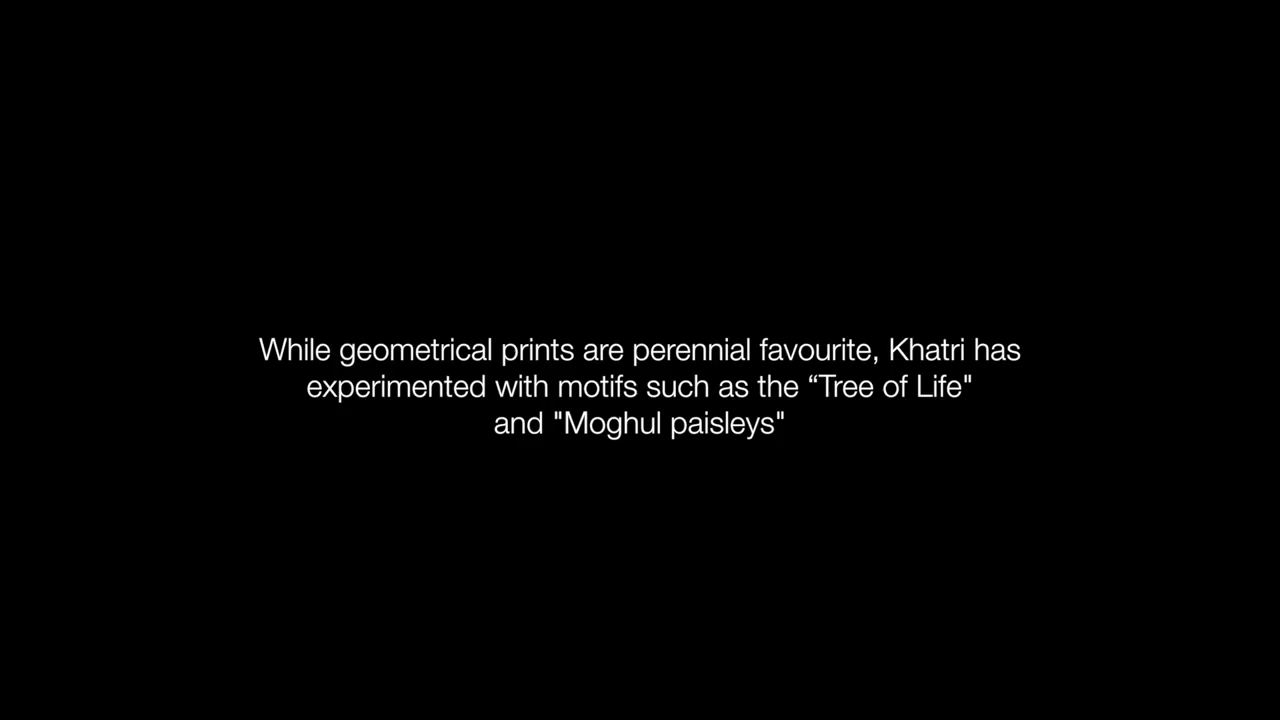 While geometrical prints are perennial favourite, Khatri has
experimented with motifs such as the “Tree of Life"
and "Moghul paisleys"